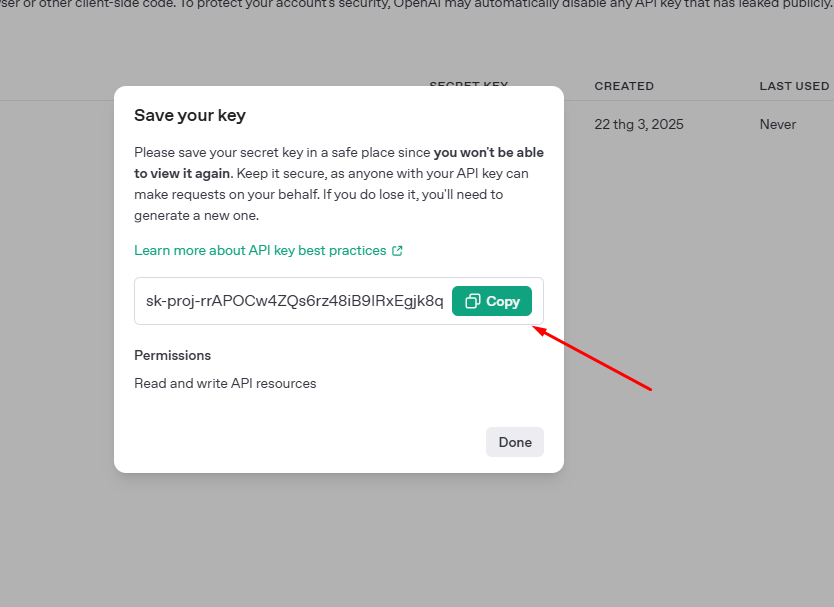 ser or other client-side code. To protect your account's security, OpenAI may automatically disable any API key that has leaked publicly.
SECRET KEY CREATED LAST USED
22 thg 3, 2025 Never
Save your key
Please save your secret key in a safe place since you won't be able
to view it again. Keep it secure, as anyone with your API key can
make requests on your behalf. If you do lose it, you'll need to
generate a new one.
Learn more about API key best practices
sk-proj-rrAPOCw4ZQs6rz48iB9lRxEgjk8q Copy
Permissions
Read and write API resources
Done